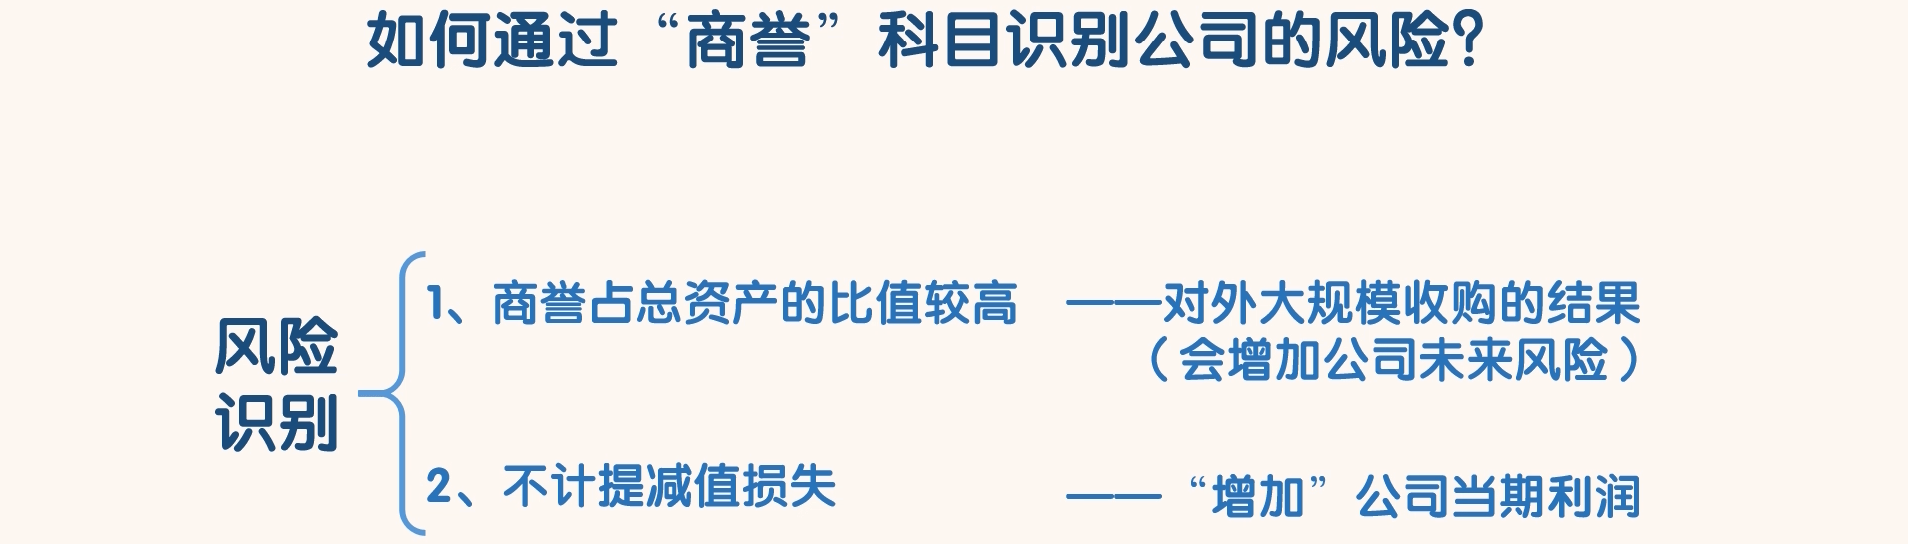 如何通过“商誉”科目识别公司的风险?
风险
识别
1、商誉占总资产的比值较高 ——对外大规模收购的结果
（会增加公司未来风险）
2、不计提减值损失 ——“增加”公司当期利润